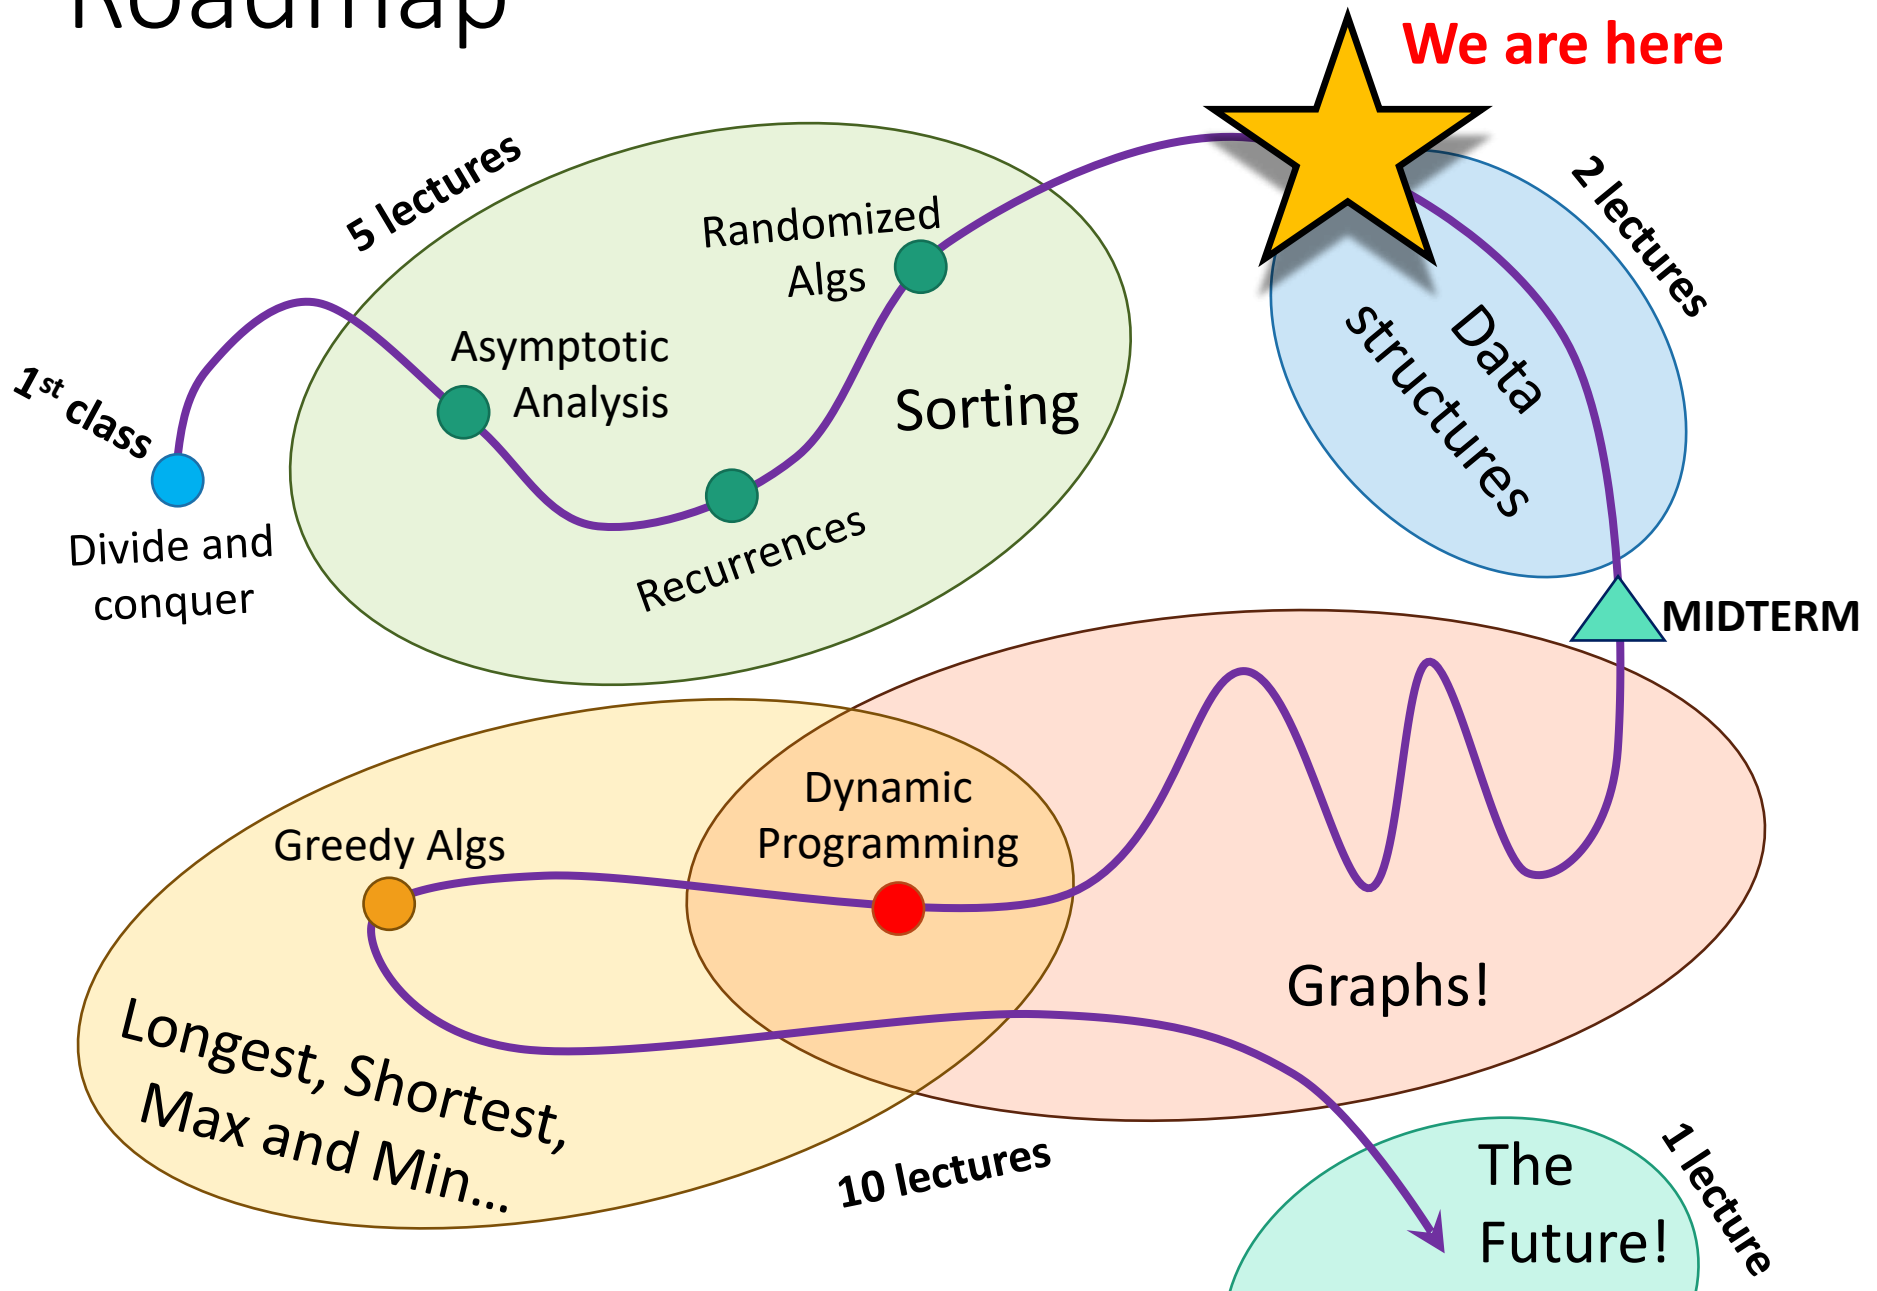 Roadmap
We are here
5 lectures
2 lectures
Randomized
Algs
Asymptotic
Analysis
Sorting
Data
structures
1st class
Recurrences
Divide and
conquer
MIDTERM
Dynamic
Programming
Greedy Algs
Graphs!
Longest, Shortest,
Max and Min...
10 lectures
The
Future!
1 lecture